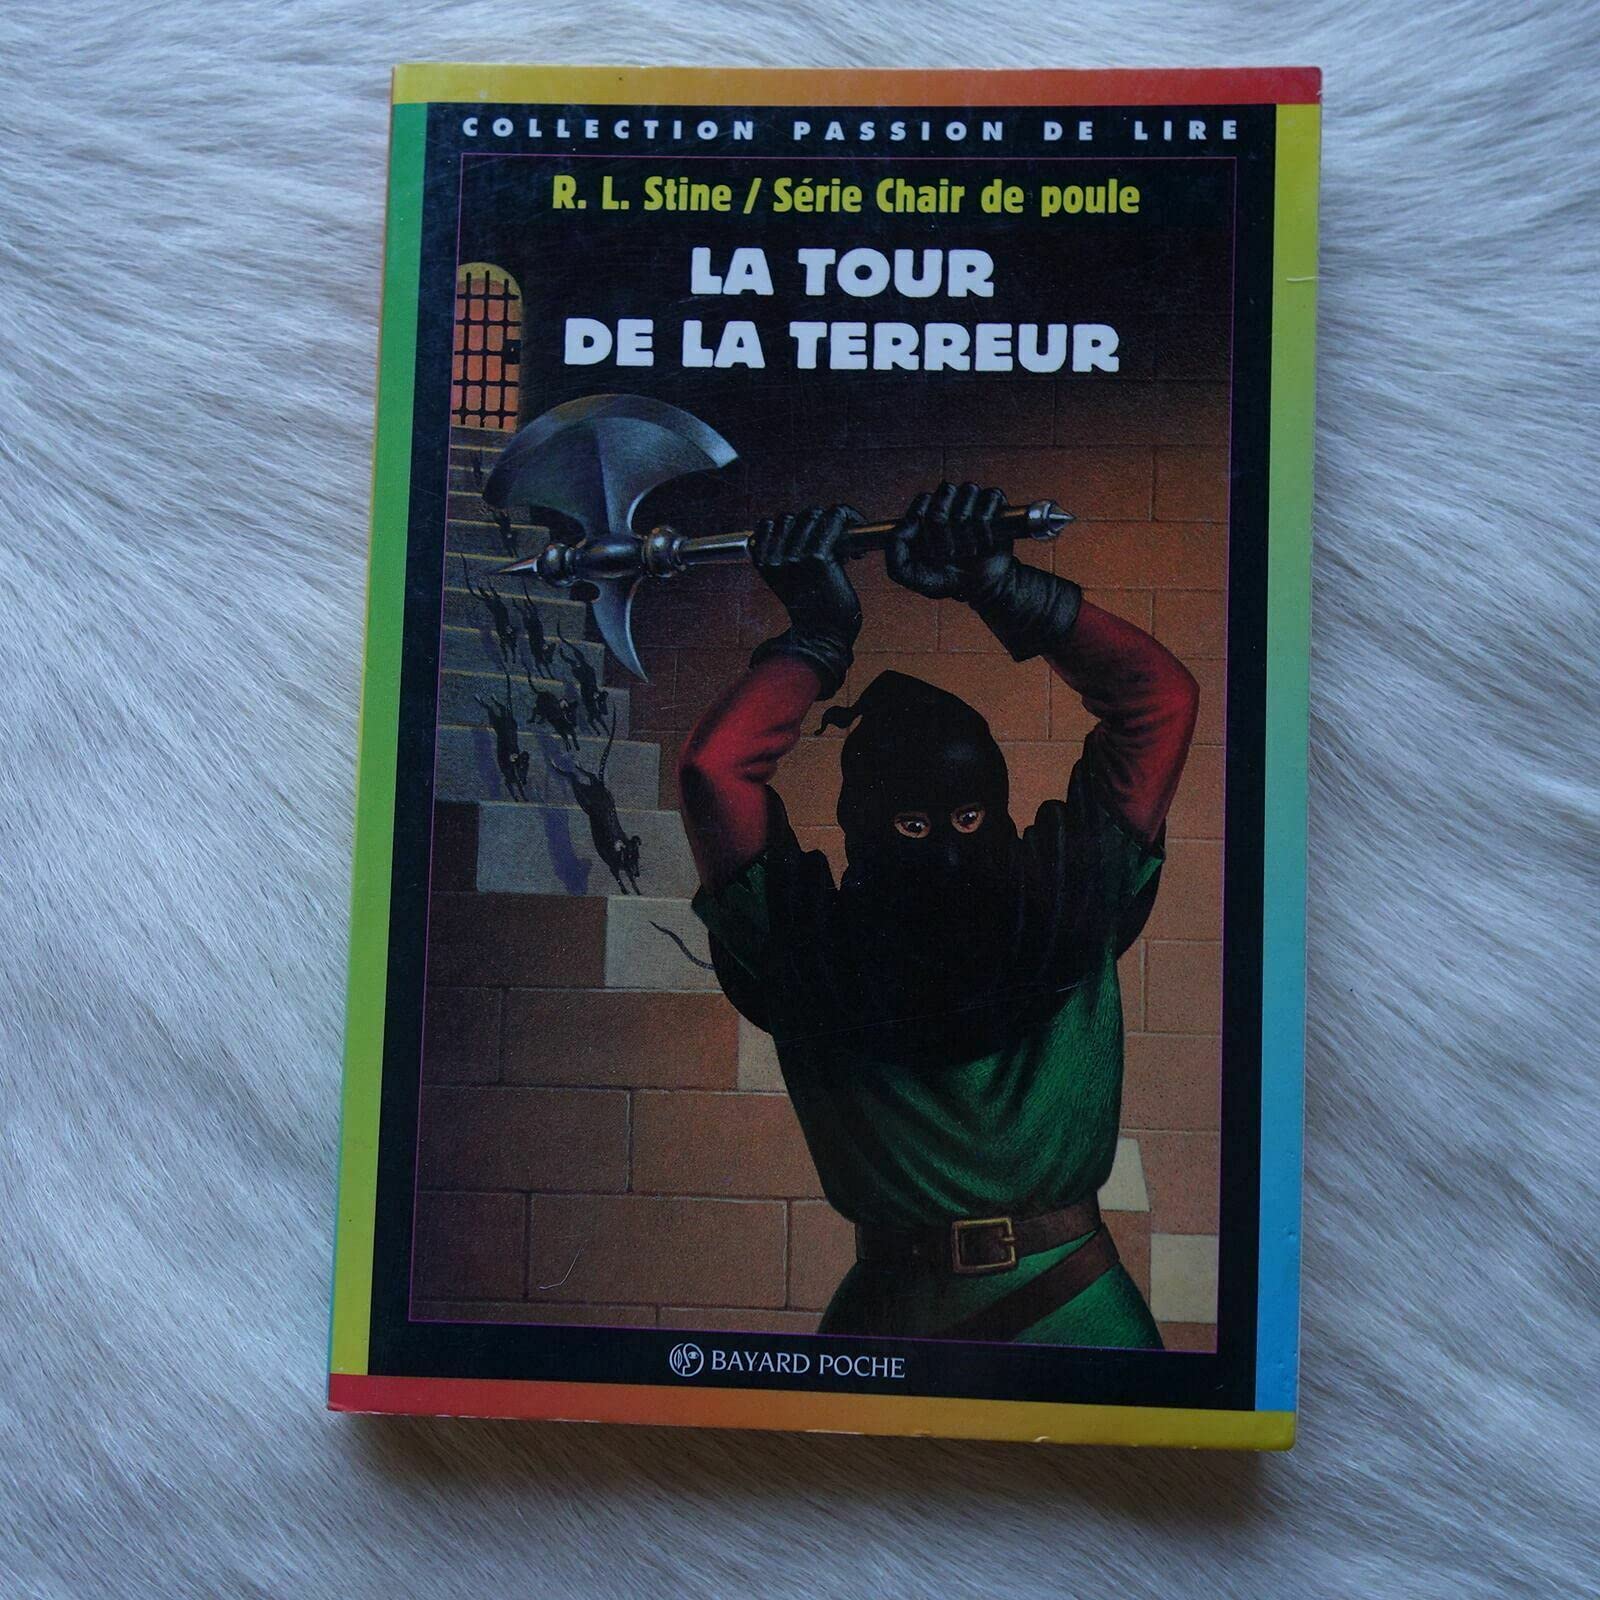 COLLECTION PASSION DE LIRE
R. L. Stine / Série Chair de poule
LA TOUR
DE LA TERREUR
BAYARD POCHE